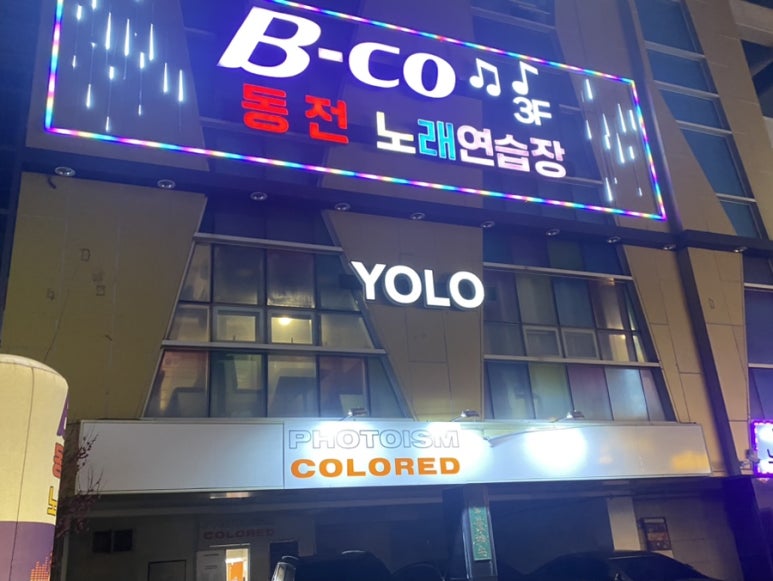 B-co
3F
동전 노래연습장
YOLO
PHOTOISM
COLORED
COLORED